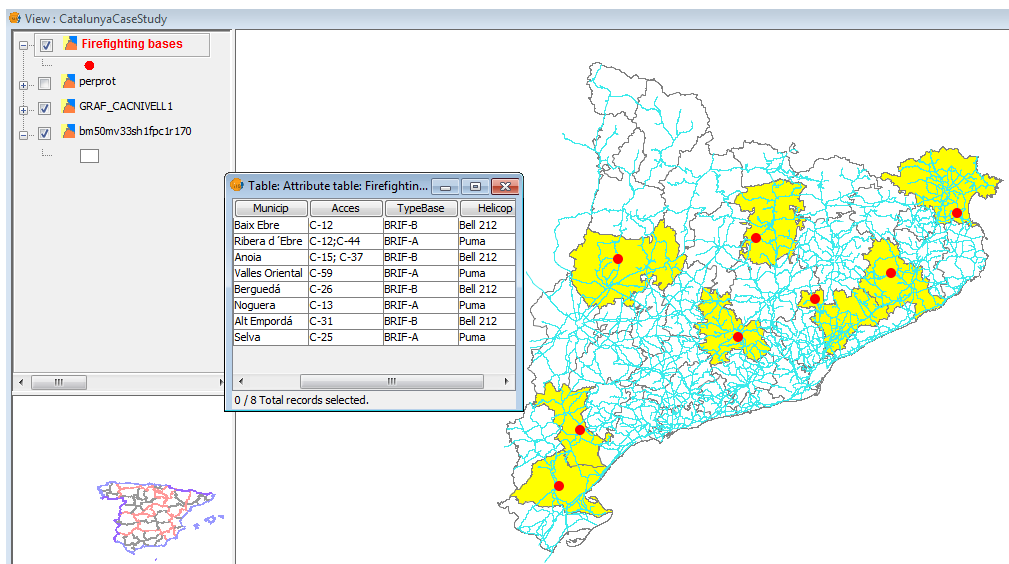 View : CatalunyaCaseStudy
Firefighting bases
perprot
GRAF_CACNIVELL1
bm50mv33sh1fpc1r170
Table: Attribute table: Firefightin...
Municip Acces TypeBase Helicop
Baix Ebre C-12 BRIF-B Bell 212
Ribera d´Ebre C-12;C-44 BRIF-A Puma
Anoia C-15; C-37 BRIF-B Bell 212
Valles Oriental C-59 BRIF-A Puma
Berguedá C-26 BRIF-B Bell 212
Noguera C-13 BRIF-A Puma
Alt Empordá C-31 BRIF-B Bell 212
Selva C-25 BRIF-A Puma
0 / 8 Total records selected.